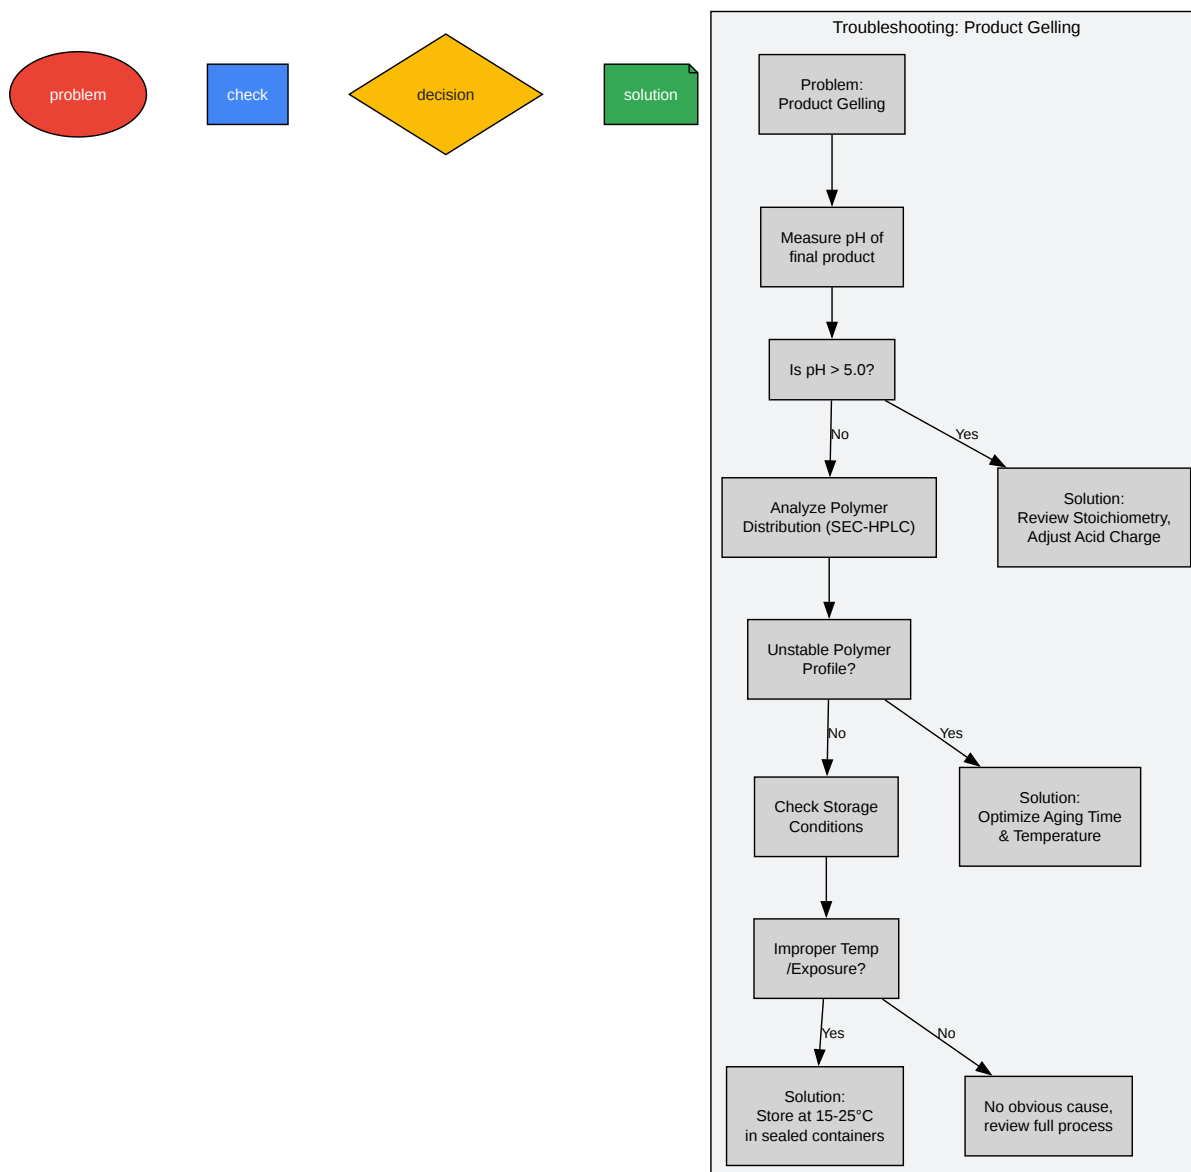 problem
check
decision
solution
Troubleshooting: Product Gelling
Problem:
Product Gelling
Measure pH of
final product
Is pH > 5.0?
No
Yes
Analyze Polymer
Distribution (SEC-HPLC)
Solution:
Review Stoichiometry,
Adjust Acid Charge
Unstable Polymer
Profile?
No
Yes
Check Storage
Conditions
Solution:
Optimize Aging Time
& Temperature
Improper Temp
/Exposure?
Yes
No
Solution:
Store at 15-25°C
in sealed containers
No obvious cause,
review full process